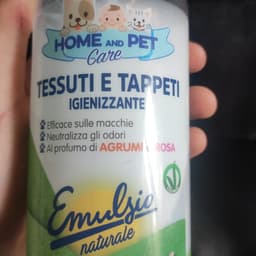 HOME AND PET
Care
TESSUTI E TAPPETI
IGIENIZZANTE
Efficace sulle macchie
Neutralizza gli odori
Al profumo di AGRUMI ROSA
Emulsio
naturale